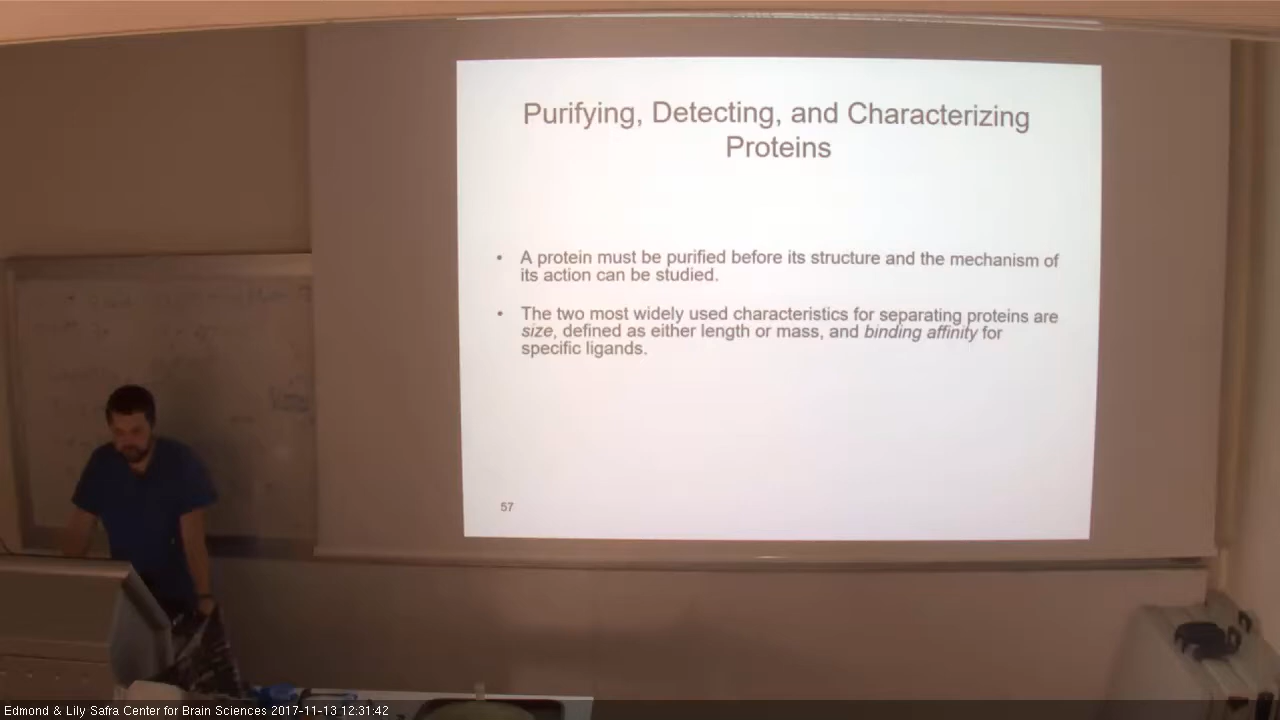 Purifying, Detecting, and Characterizing
Proteins
• A protein must be purified before its structure and the mechanism of
its action can be studied.
• The two most widely used characteristics for separating proteins are
size, defined as either length or mass, and binding affinity for
specific ligands.
57
Edmond & Lily Safra Center for Brain Sciences 2017-11-13 12:31:42